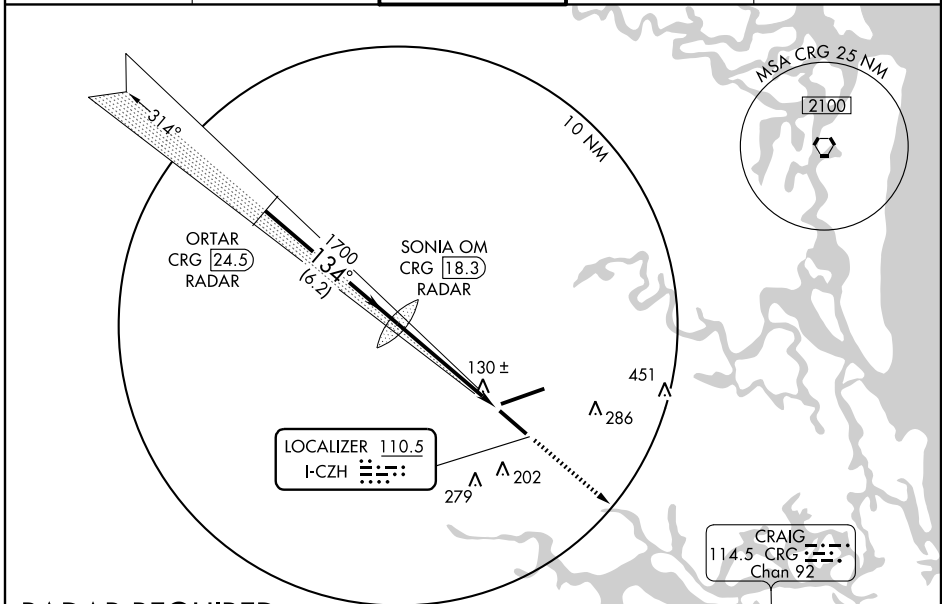 MSA CRG 25 NM
2100
10 NM
314°
ORTAR
CRG 24.5
RADAR
1700
134°
(6.2)
SONIA OM
CRG 18.3
RADAR
130 ±
451
286
LOCALIZER 110.5
I-CZH
279
202
CRAIG
114.5 CRG
Chan 92
RADAR REQUIRED